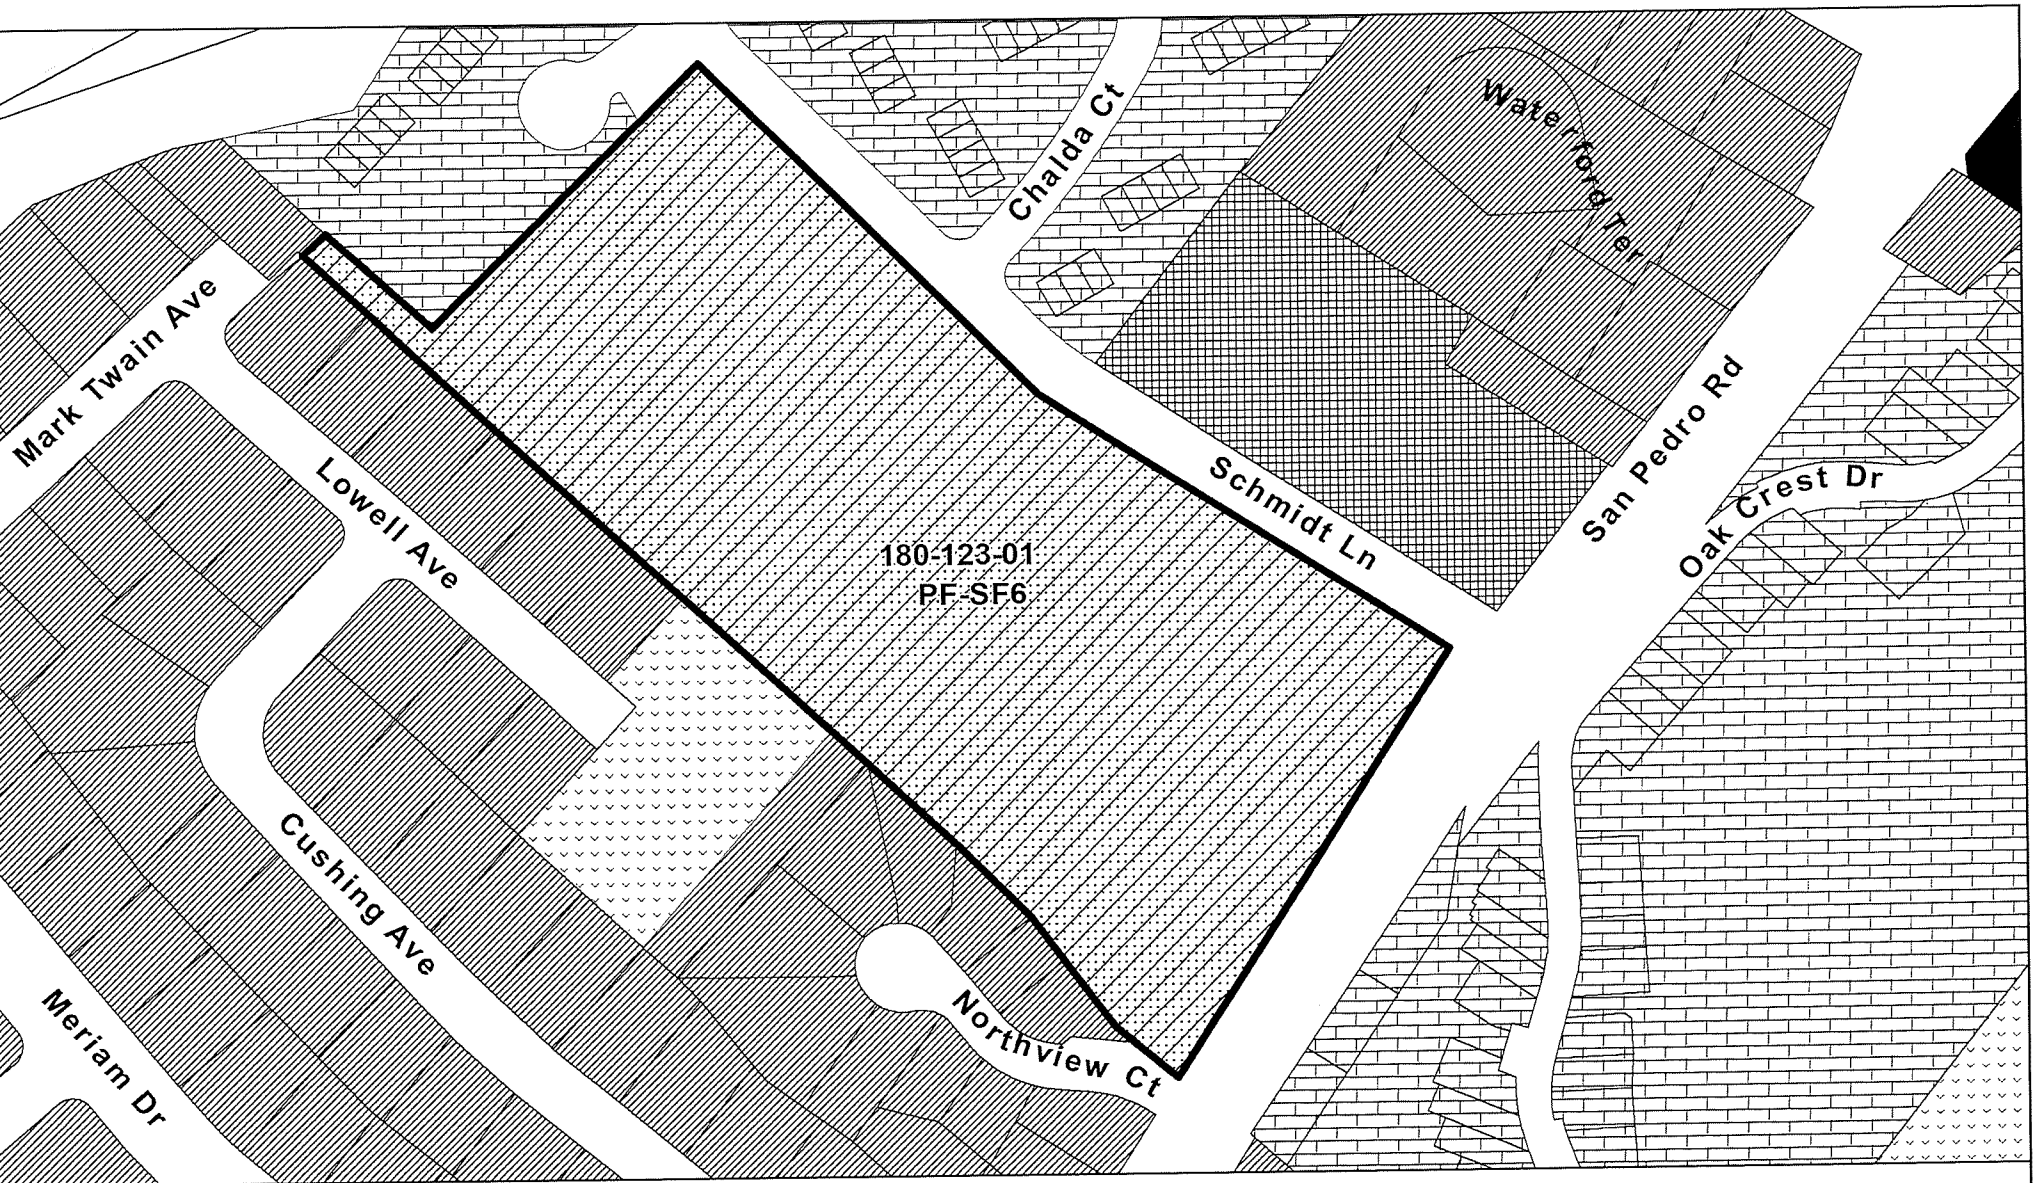 Waterford Ter
Chalda Ct
Mark Twain Ave
San Pedro Rd
Schmidt Ln
Oak Crest Dr
Lowell Ave
180-123-01
PF-SF6
Cushing Ave
Northview Ct
Meriam Dr